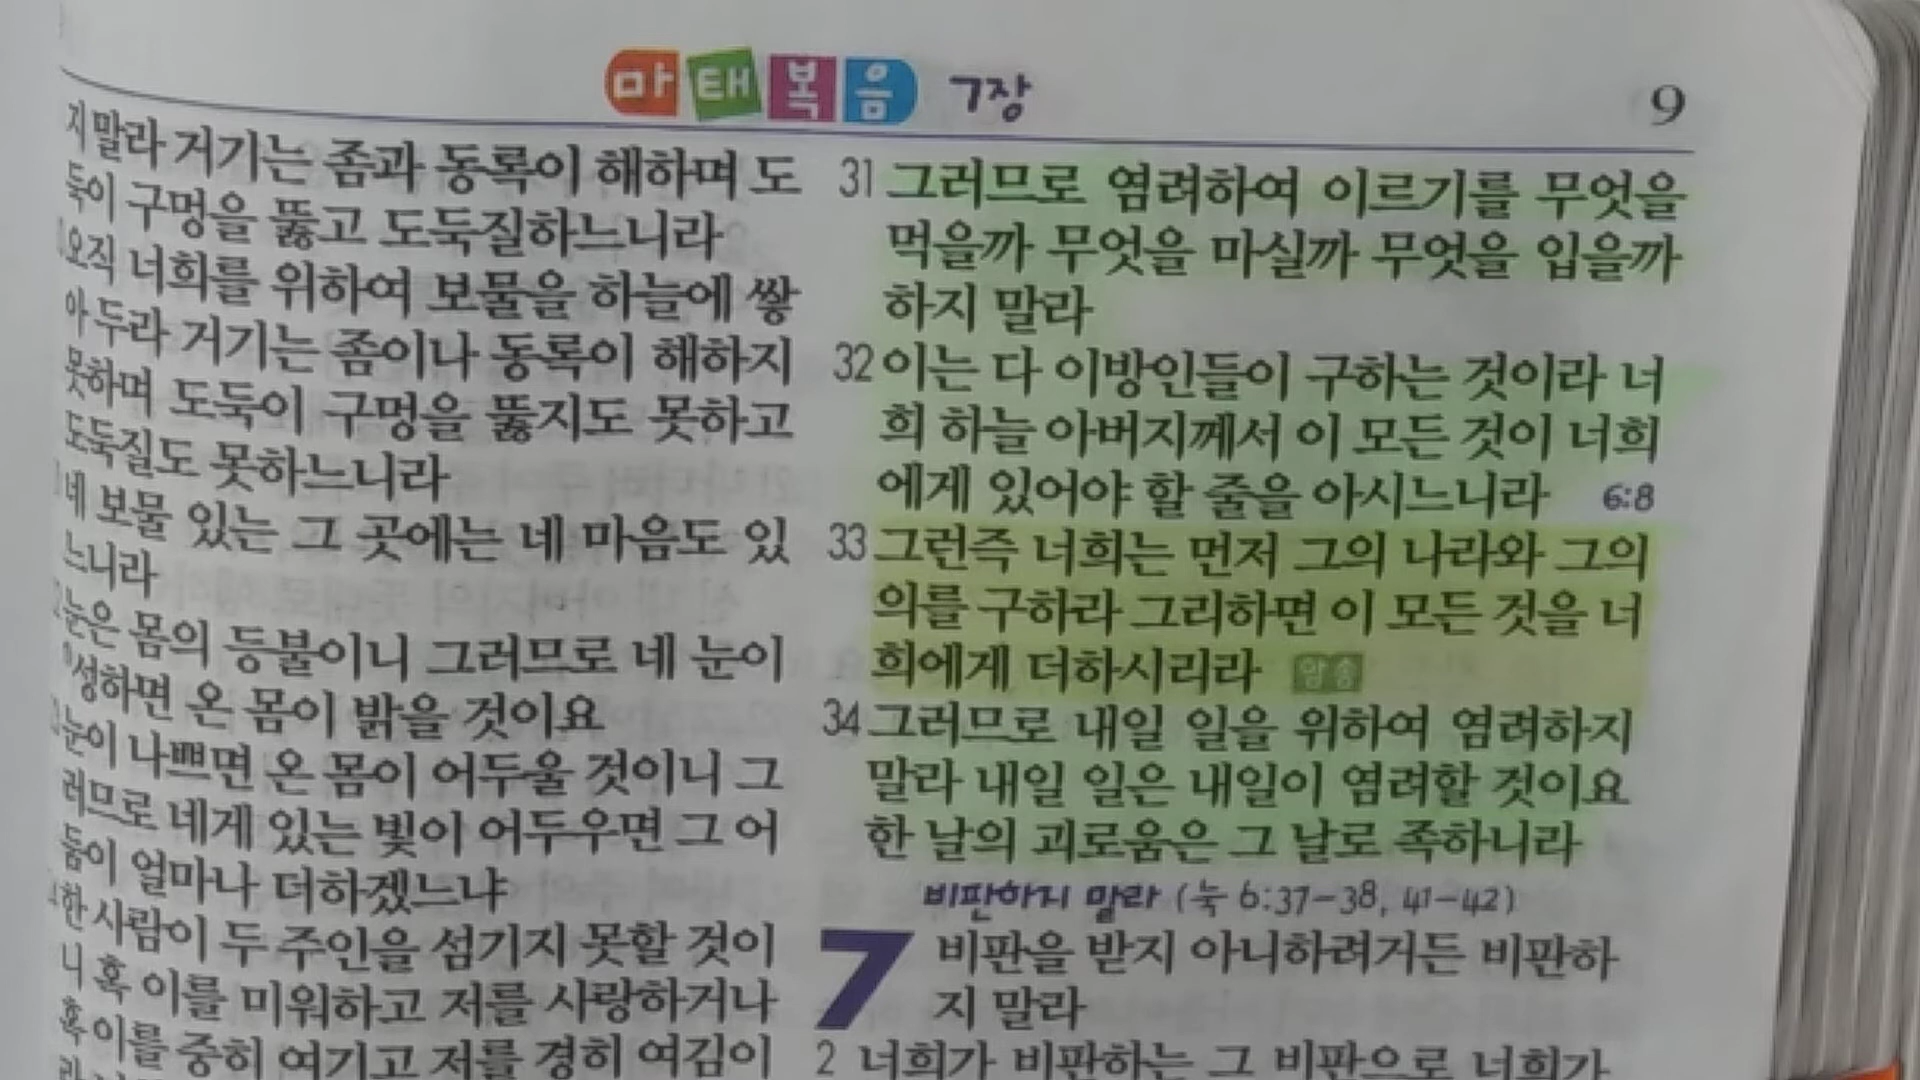 마태복음 7장
9
지 말라 거기는 좀과 동록이 해하며 도
둑이 구멍을 뚫고 도둑질하느니라
오직 너희를 위하여 보물을 하늘에 쌓
아 두라 거기는 좀이나 동록이 해하지
못하며 도둑이 구멍을 뚫지도 못하고
도둑질도 못하느니라
네 보물 있는 그 곳에는 네 마음도 있
느니라
눈은 몸의 등불이니 그러므로 네 눈이
성하면 온 몸이 밝을 것이요
눈이 나쁘면 온 몸이 어두울 것이니 그
러므로 네게 있는 빛이 어두우면 그 어
둠이 얼마나 더하겠느냐
한 사람이 두 주인을 섬기지 못할 것이
니 혹 이를 미워하고 저를 사랑하거나
혹 이를 중히 여기고 저를 경히 여김이
31 그러므로 염려하여 이르기를 무엇을
먹을까 무엇을 마실까 무엇을 입을까
하지 말라
32 이는 다 이방인들이 구하는 것이라 너
희 하늘 아버지께서 이 모든 것이 너희
에게 있어야 할 줄을 아시느니라 6:8
33 그런즉 너희는 먼저 그의 나라와 그의
의를 구하라 그리하면 이 모든 것을 너
희에게 더하시리라 암송
34 그러므로 내일 일을 위하여 염려하지
말라 내일 일은 내일이 염려할 것이요
한 날의 괴로움은 그 날로 족하니라
비판하지 말라 (눅 6:37-38, 41-42)
7 비판을 받지 아니하려거든 비판하
지 말라
2 너희가 비판하는 그 비판으로 너희가